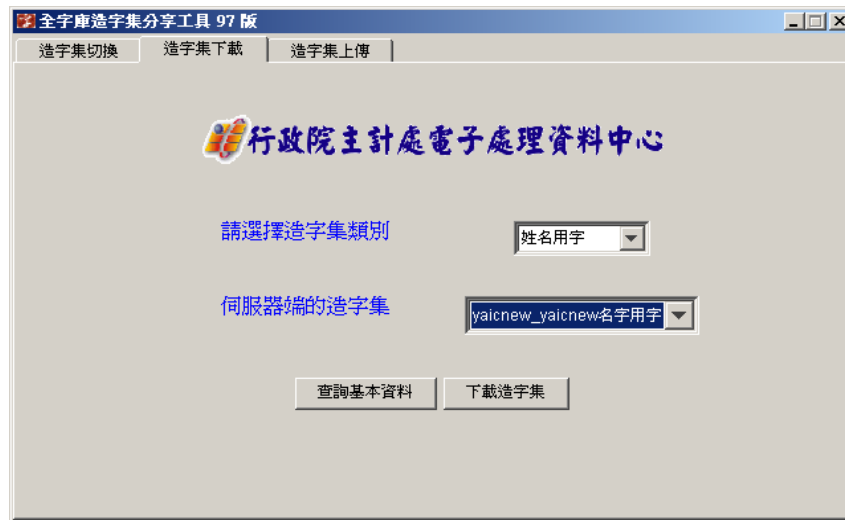 全字庫造字集分享工具 97 版
造字集切換 造字集下載 造字集上傳
行政院主計處電子處理資料中心
請選擇造字集類別 姓名用字
伺服器端的造字集 yaicnew_yaicnew名字用字
查詢基本資料 下載造字集